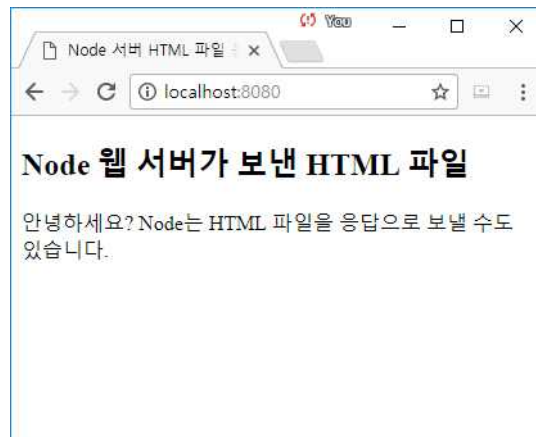 You
Node 서버 HTML 파일
localhost:8080
Node 웹 서버가 보낸 HTML 파일
안녕하세요? Node는 HTML 파일을 응답으로 보낼 수도
있습니다.